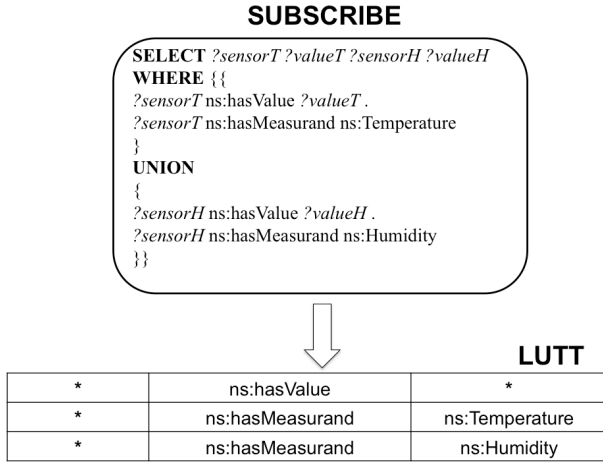 SUBSCRIBE
SELECT ?sensorT ?valueT ?sensorH ?valueH
WHERE {{
?sensorT ns:hasValue ?valueT .
?sensorT ns:hasMeasurand ns:Temperature
}
UNION
{
?sensorH ns:hasValue ?valueH .
?sensorH ns:hasMeasurand ns:Humidity
}}
LUTT
* ns:hasValue *
* ns:hasMeasurand ns:Temperature
* ns:hasMeasurand ns:Humidity